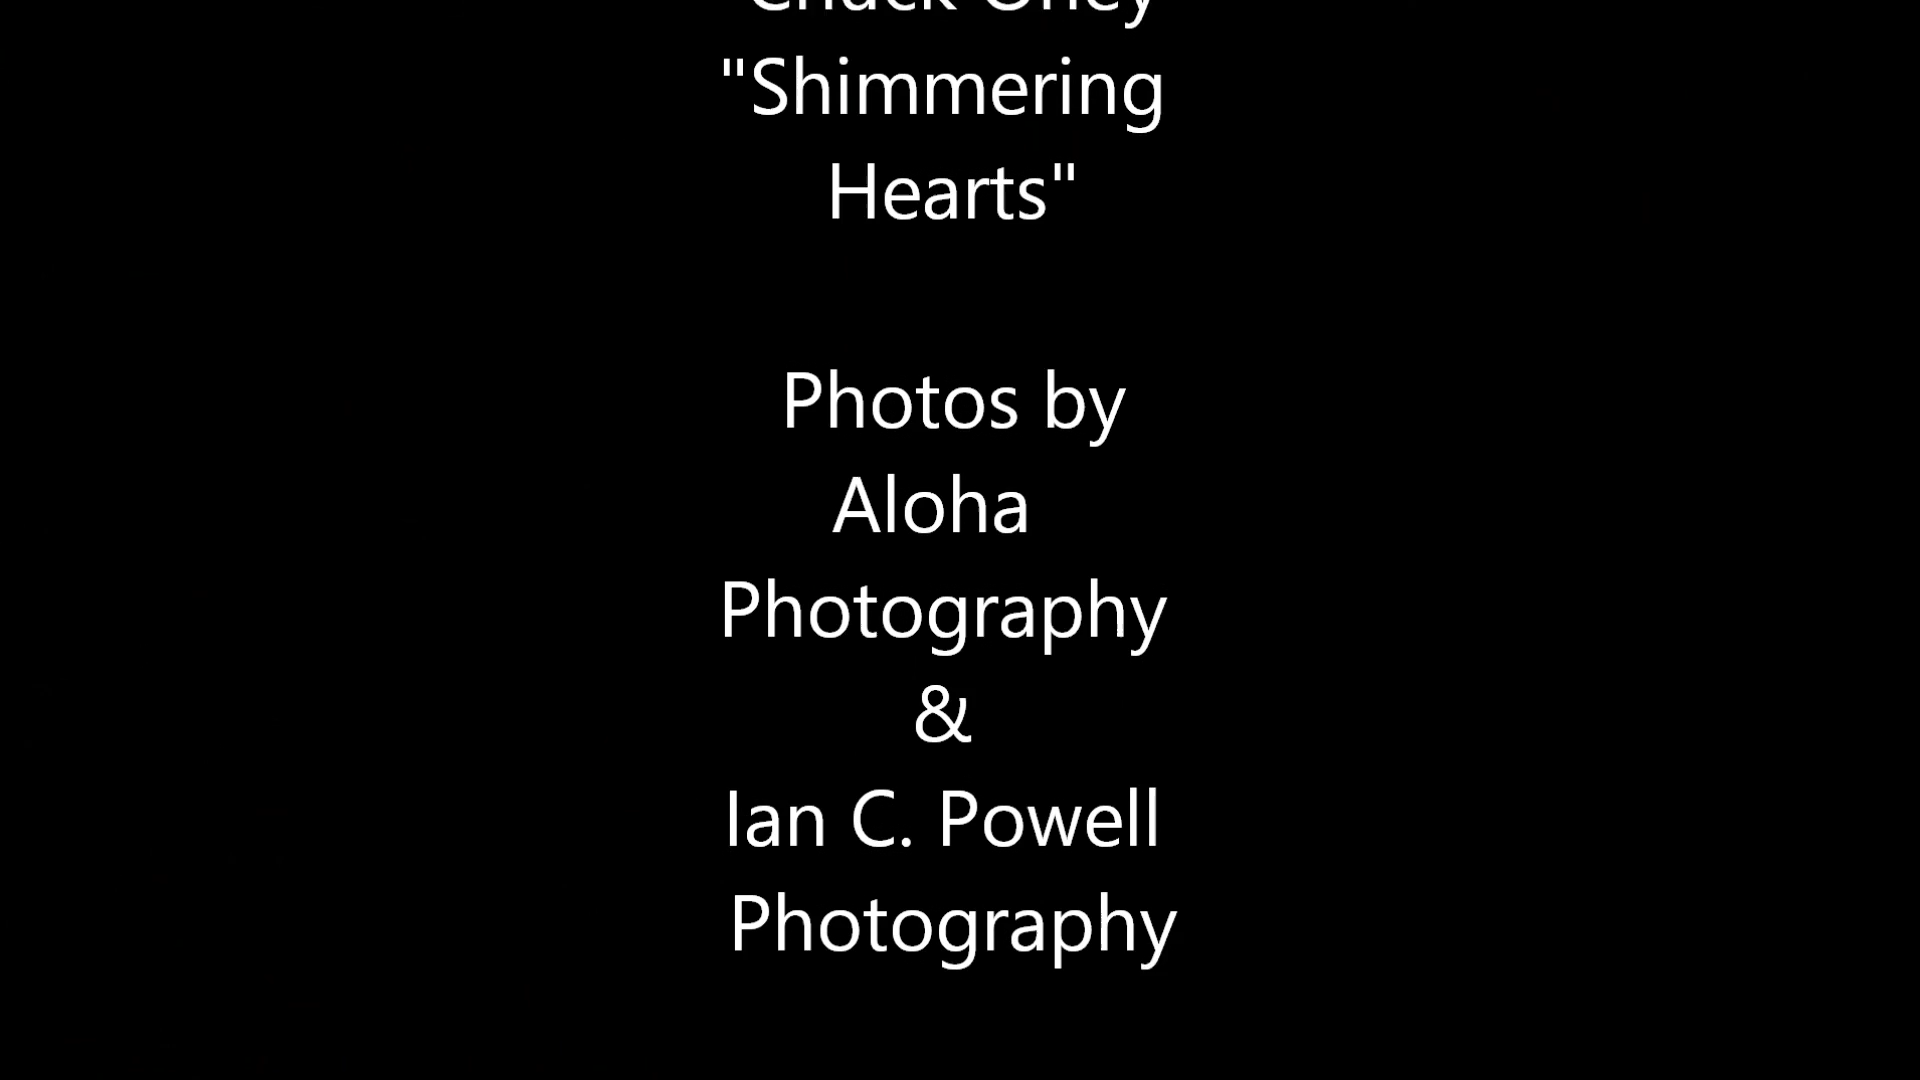 "Shimmering
Hearts"
Photos by
Aloha
Photography
&
Ian C. Powell
Photography